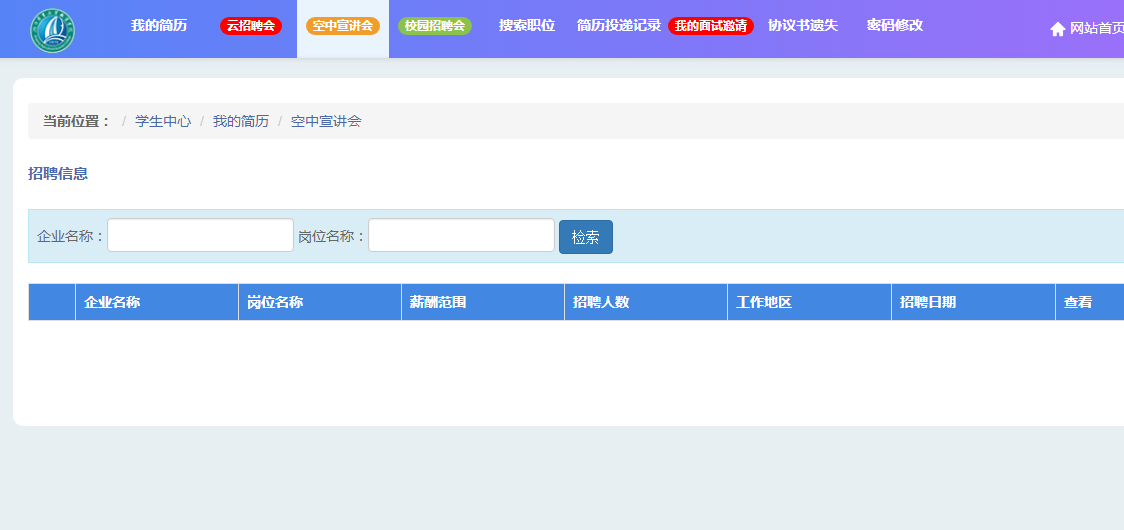 我的简历 云招聘会 空中宣讲会 校园招聘会 搜索职位 简历投递记录 我的面试邀请 协议书遗失 密码修改 网站首页
当前位置： / 学生中心 / 我的简历 / 空中宣讲会
招聘信息
企业名称： 岗位名称： 检索
企业名称 岗位名称 薪酬范围 招聘人数 工作地区 招聘日期 查看